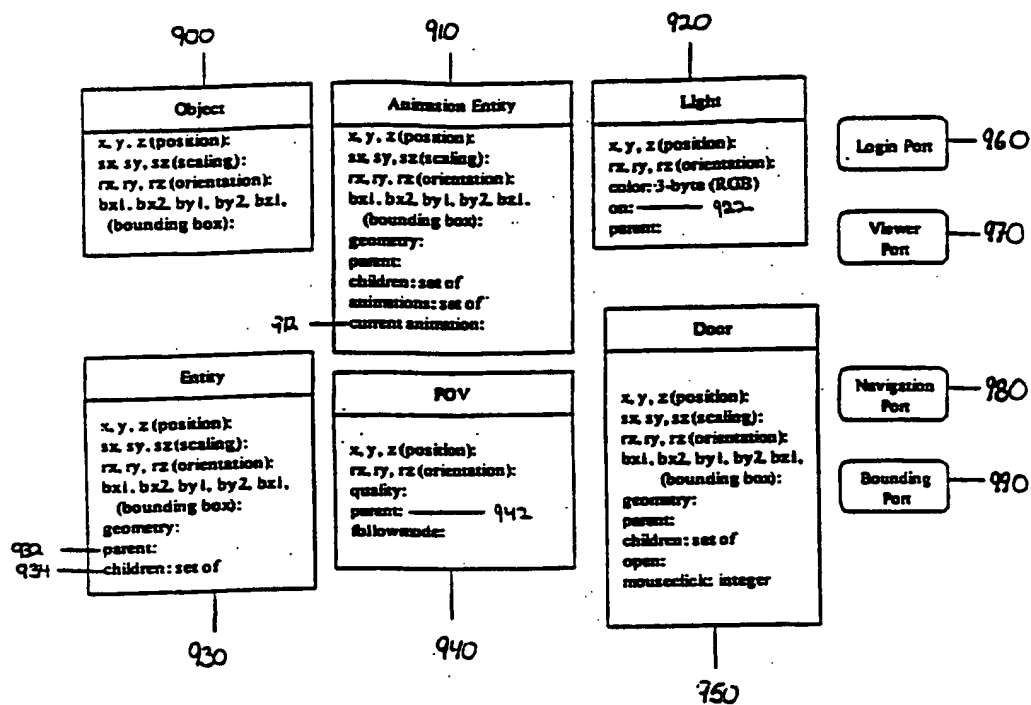 900
Object
x, y, z (position):
sx, sy, sz (scaling):
rx, ry, rz (orientation):
bx1, bx2, by1, by2, bz1,
(bounding box):
910
Animation Entity
x, y, z (position):
sx, sy, sz (scaling):
rx, ry, rz (orientation):
bx1, bx2, by1, by2, bz1,
(bounding box):
geometry:
parent:
children: set of
animations: set of
912
current animation:
920
Light
x, y, z (position):
rx, ry, rz (orientation):
color: 3-byte (RGB)
on: 922
parent:
Login Port 960
Viewer
Port
970
Entity
x, y, z (position):
sx, sy, sz (scaling):
rx, ry, rz (orientation):
bx1, bx2, by1, by2, bz1,
(bounding box):
geometry:
932 parent:
934 children: set of
930
POV
x, y, z (position):
rx, ry, rz (orientation):
quality:
parent: 942
followmode:
940
Door
x, y, z (position):
sx, sy, sz (scaling):
rx, ry, rz (orientation):
bx1, bx2, by1, by2, bz1,
(bounding box):
geometry:
parent:
children: set of
open:
mouseclick: integer
750
Navigation
Port
980
Bounding
Port
990